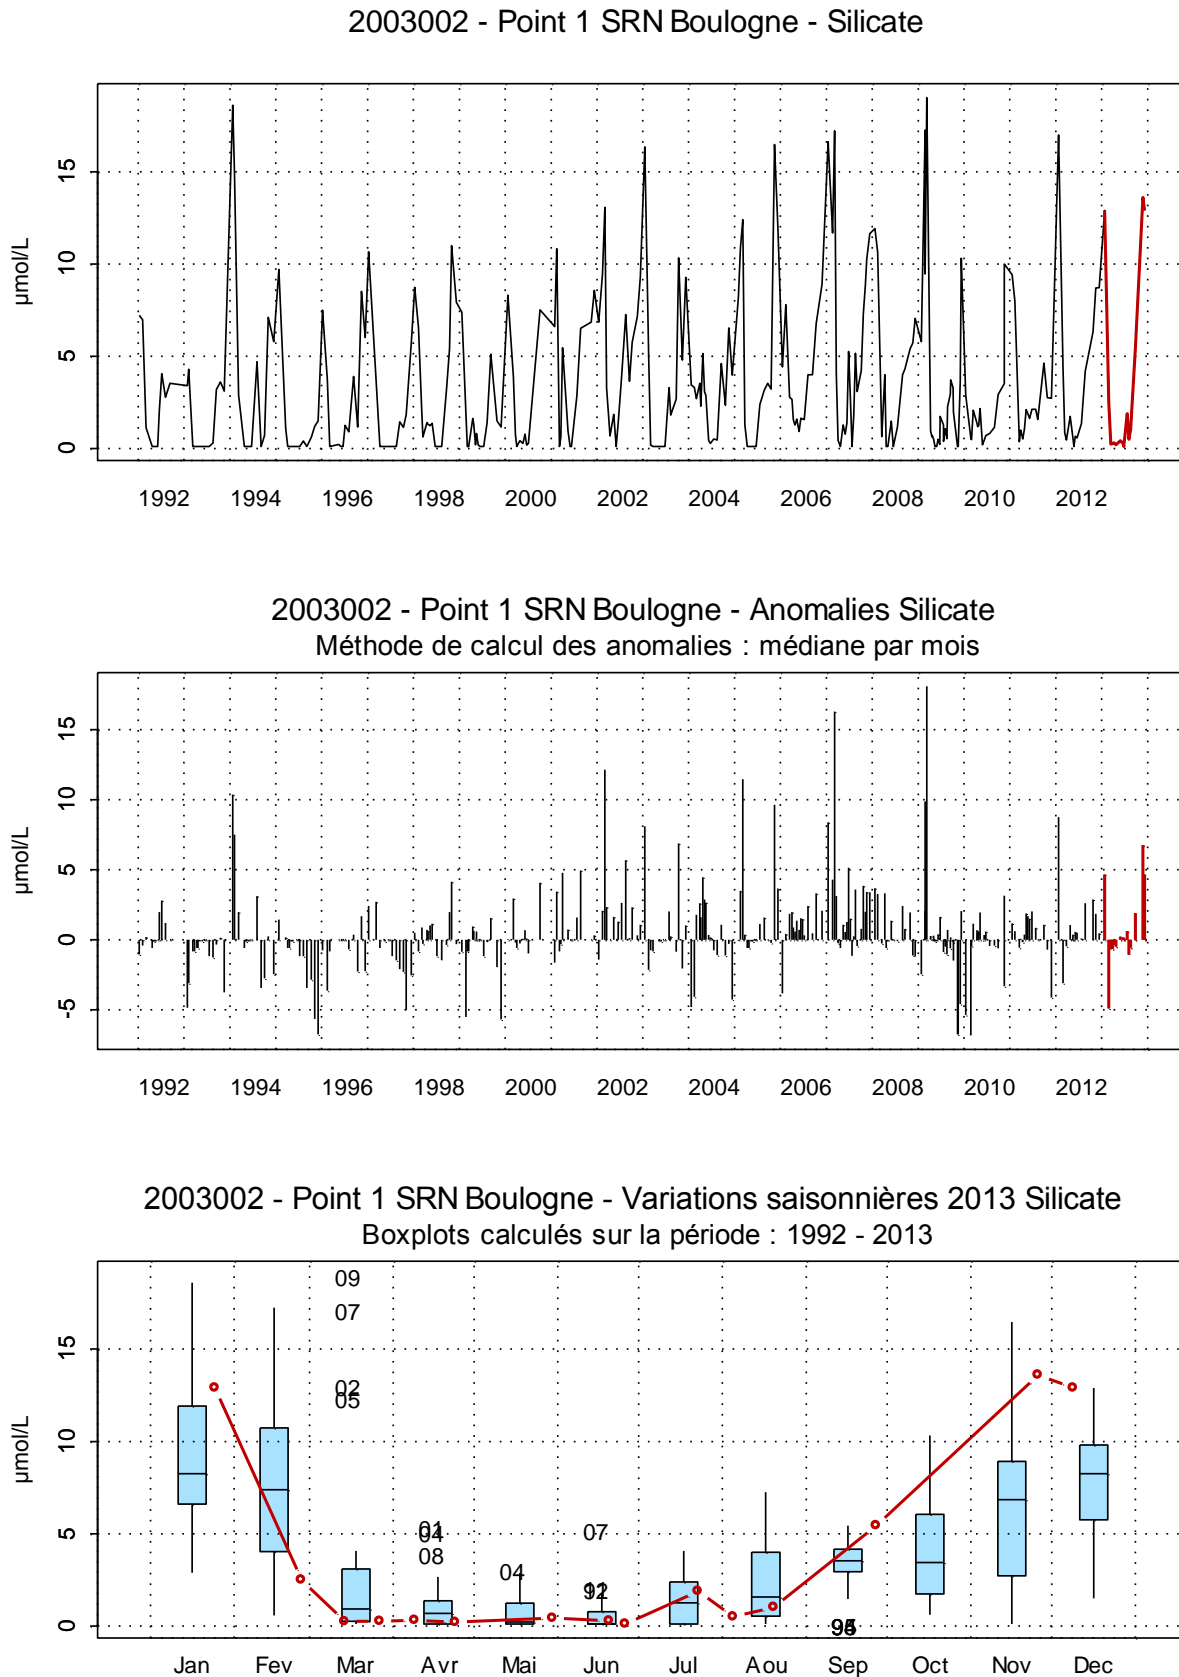 2003002 - Point 1 SRN Boulogne - Silicate
µmol/L
15
10
5
0
1992 1994 1996 1998 2000 2002 2004 2006 2008 2010 2012
2003002 - Point 1 SRN Boulogne - Anomalies Silicate
Méthode de calcul des anomalies : médiane par mois
µmol/L
15
10
5
0
-5
1992 1994 1996 1998 2000 2002 2004 2006 2008 2010 2012
2003002 - Point 1 SRN Boulogne - Variations saisonnières 2013 Silicate
Boxplots calculés sur la période : 1992 - 2013
µmol/L
15
10
5
0
09
07
02
05
01
04
08
04
07
Jan Fev Mar Avr Mai Jun Jul Aou Sep Oct Nov Dec